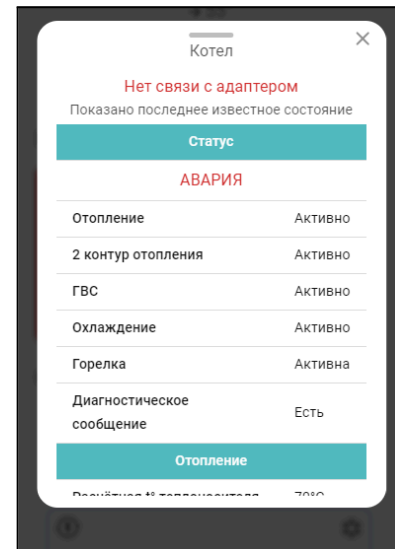 Котел
Нет связи с адаптером
Показано последнее известное состояние
Статус
АВАРИЯ
Отопление Активно
2 контур отопления Активно
ГВС Активно
Охлаждение Активно
Горелка Активна
Диагностическое
сообщение Есть
Отопление